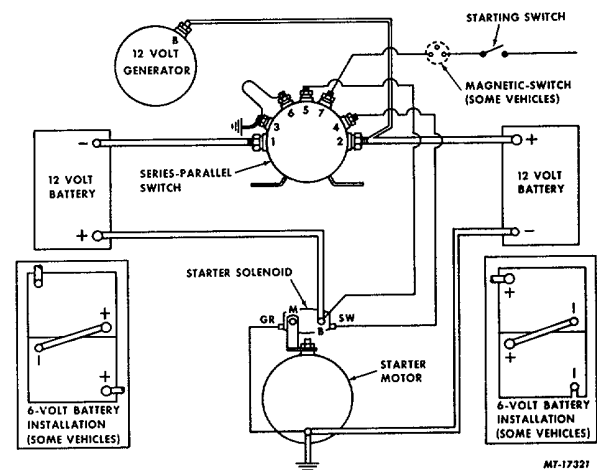 B
12 VOLT
GENERATOR
STARTING SWITCH
MAGNETIC-SWITCH
(SOME VEHICLES)
6
5
7
3
4
1
2
-
12 VOLT
BATTERY
+
SERIES-PARALLEL
SWITCH
+
12 VOLT
BATTERY
-
STARTER SOLENOID
GR
M
B
SW
STARTER
MOTOR
+
-
+
6-VOLT BATTERY
INSTALLATION
(SOME VEHICLES)
+
-
+
-
6-VOLT BATTERY
INSTALLATION
(SOME VEHICLES)
MT-17321